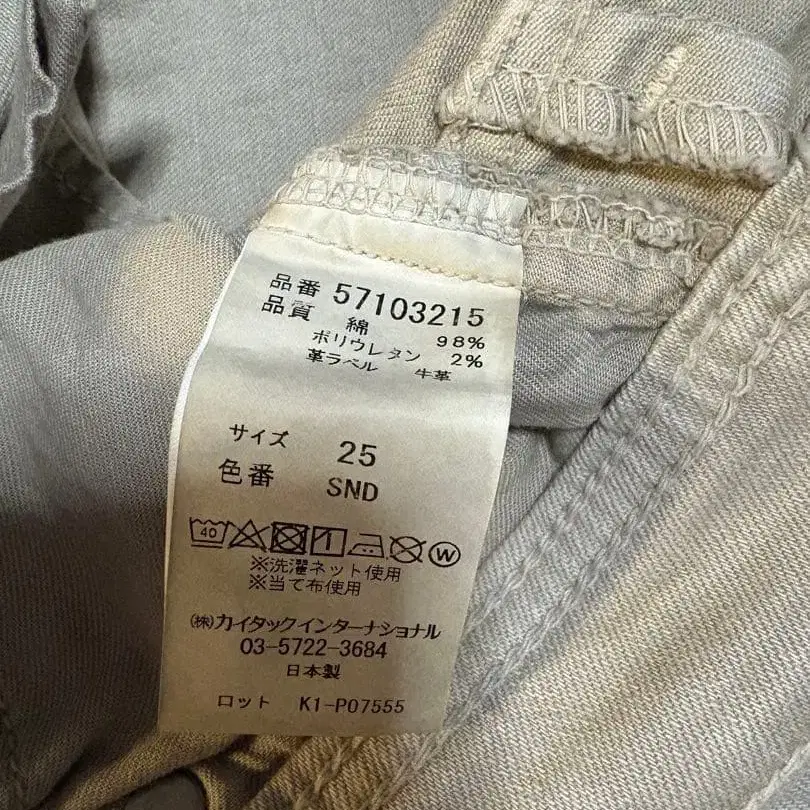 品番 57103215
品質 綿 98%
ポリウレタン 2%
革ラベル 牛革
サイズ 25
色番 SND
40 W
※洗濯ネット使用
※当て布使用
(株)カイタックインターナショナル
03-5722-3684
日本製
ロット K1-P07555